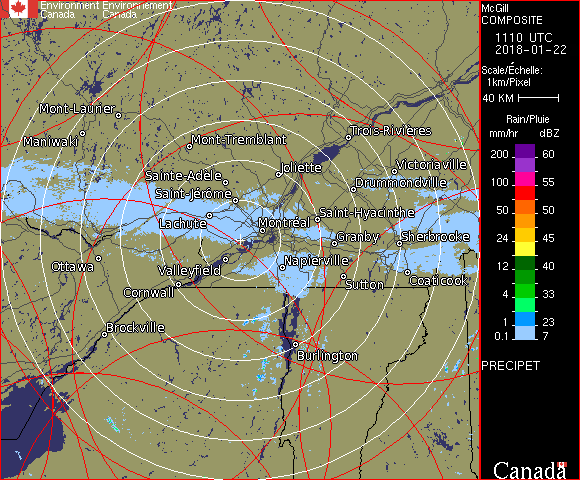 Environment Environnement
Canada Canada
McGill
COMPOSITE
1110 UTC
2018-01-22
Scale/Échelle:
1km/Pixel
40 KM
Rain/Pluie
mm/hr dBZ
200 60
100 55
50 50
24 45
12 40
4 33
1 23
0.1 7
PRECIPET
Canada
Mont-Laurier
Maniwaki
Mont-Tremblant
Trois-Rivières
Joliette
Victoriaville
Sainte-Adèle
Drummondville
Saint-Jérôme
Lachute
Montréal
Saint-Hyacinthe
Granby
Sherbrooke
Ottawa
Valleyfield
Napierville
Cornwall
Sutton
Coaticook
Brockville
Burlington